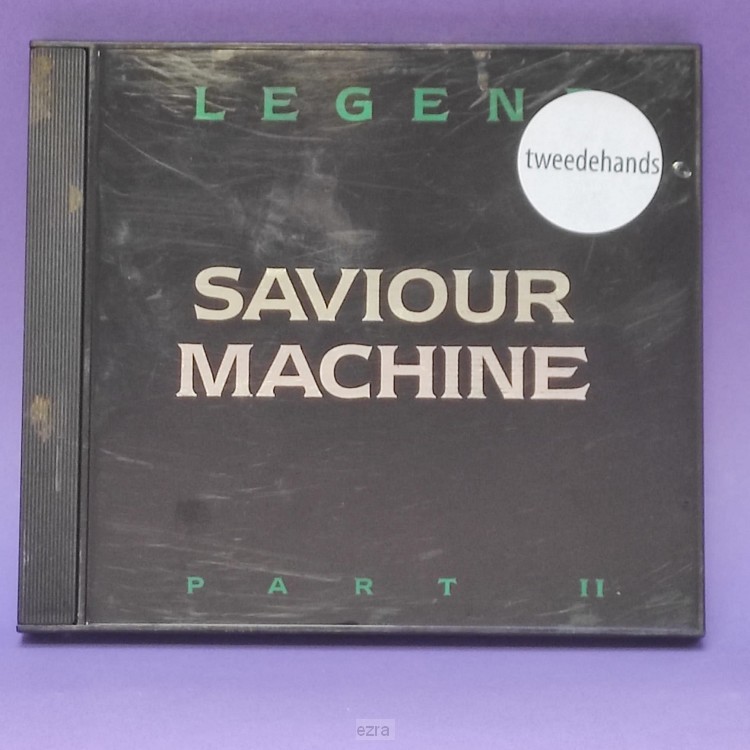 LEGEN
tweedehands
SAVIOUR
MACHINE
PART II
ezra